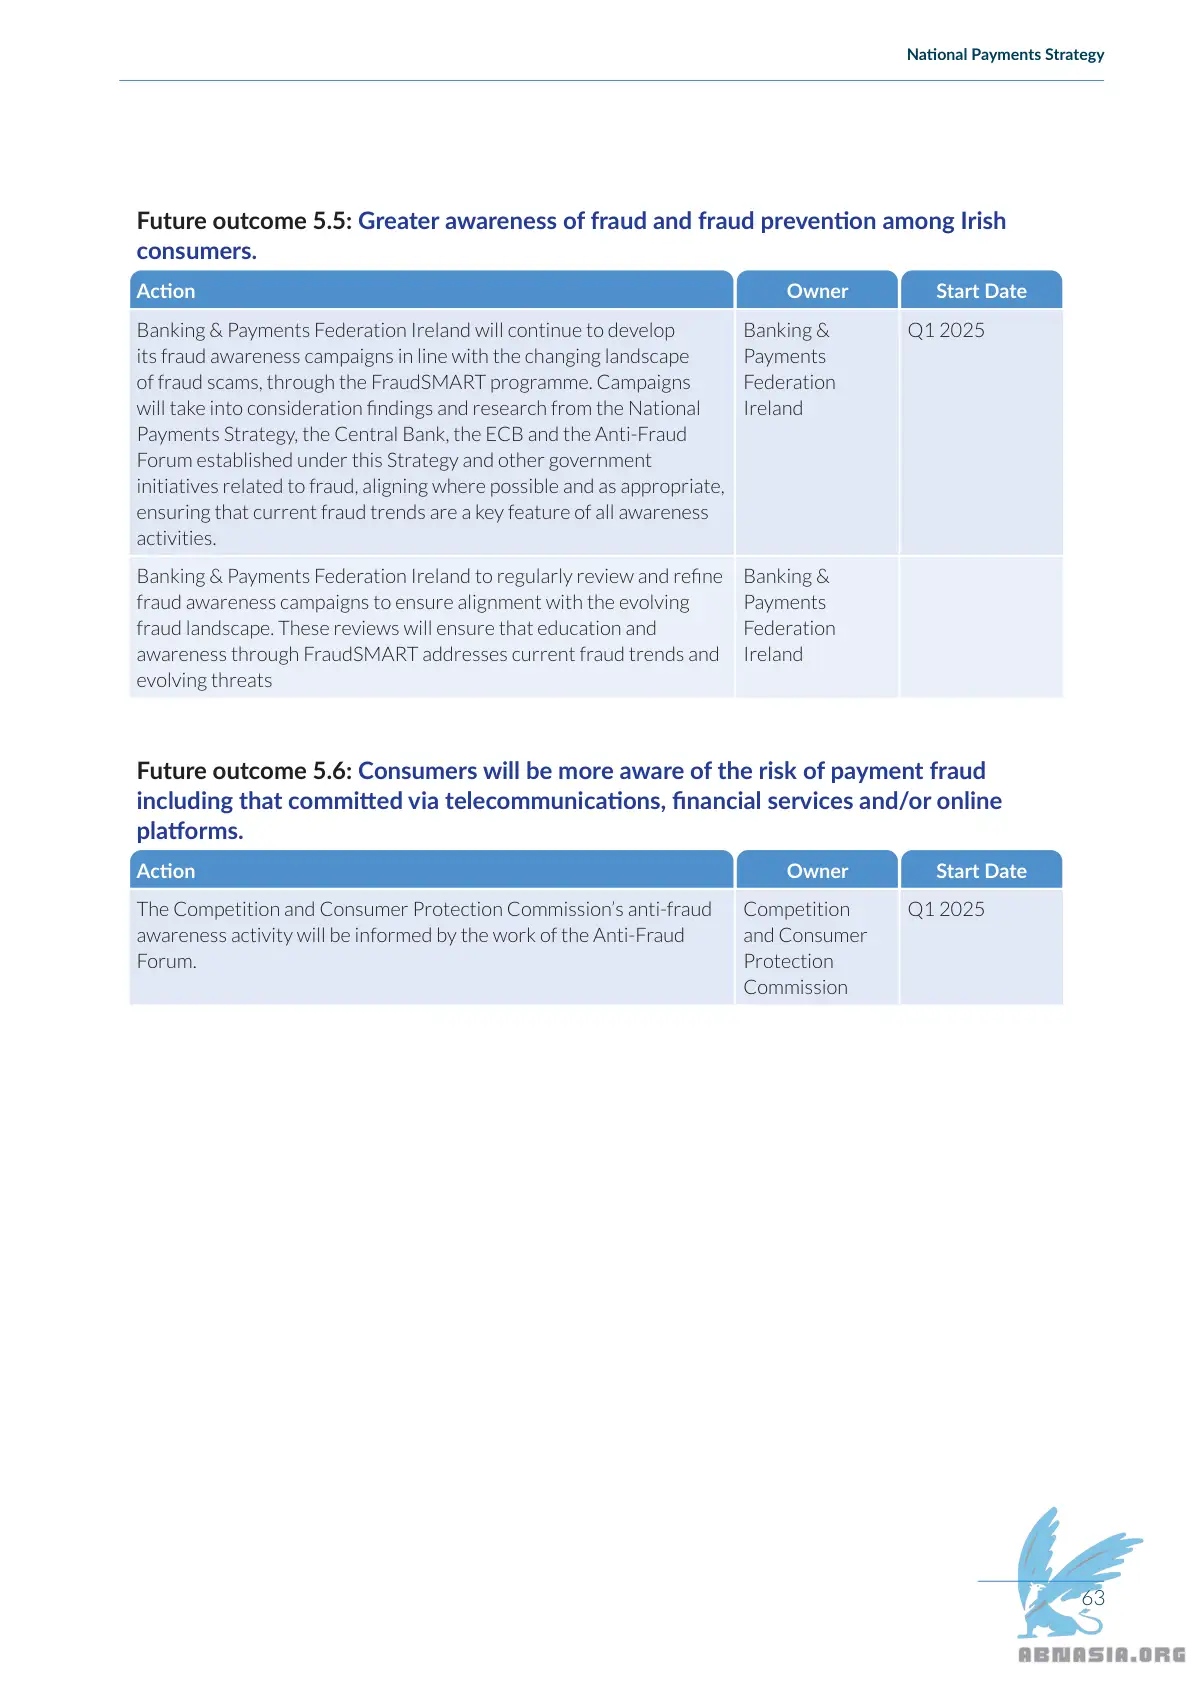 National Payments Strategy
Future outcome 5.5: Greater awareness of fraud and fraud prevention among Irish
consumers.
Action
Owner
Start Date
Banking & Payments Federation Ireland will continue to develop
its fraud awareness campaigns in line with the changing landscape
of fraud scams, through the FraudSMART programme. Campaigns
will take into consideration findings and research from the National
Payments Strategy, the Central Bank, the ECB and the Anti-Fraud
Forum established under this Strategy and other government
initiatives related to fraud, aligning where possible and as appropriate,
ensuring that current fraud trends are a key feature of all awareness
activities.
Banking &
Payments
Federation
Ireland
Q1 2025
Banking & Payments Federation Ireland to regularly review and refine
fraud awareness campaigns to ensure alignment with the evolving
fraud landscape. These reviews will ensure that education and
awareness through FraudSMART addresses current fraud trends and
evolving threats
Banking &
Payments
Federation
Ireland
Future outcome 5.6: Consumers will be more aware of the risk of payment fraud
including that committed via telecommunications, financial services and/or online
platforms.
Action
Owner
Start Date
The Competition and Consumer Protection Commission’s anti-fraud
awareness activity will be informed by the work of the Anti-Fraud
Forum.
Competition
and Consumer
Protection
Commission
Q1 2025
63
ABNASIA.ORG